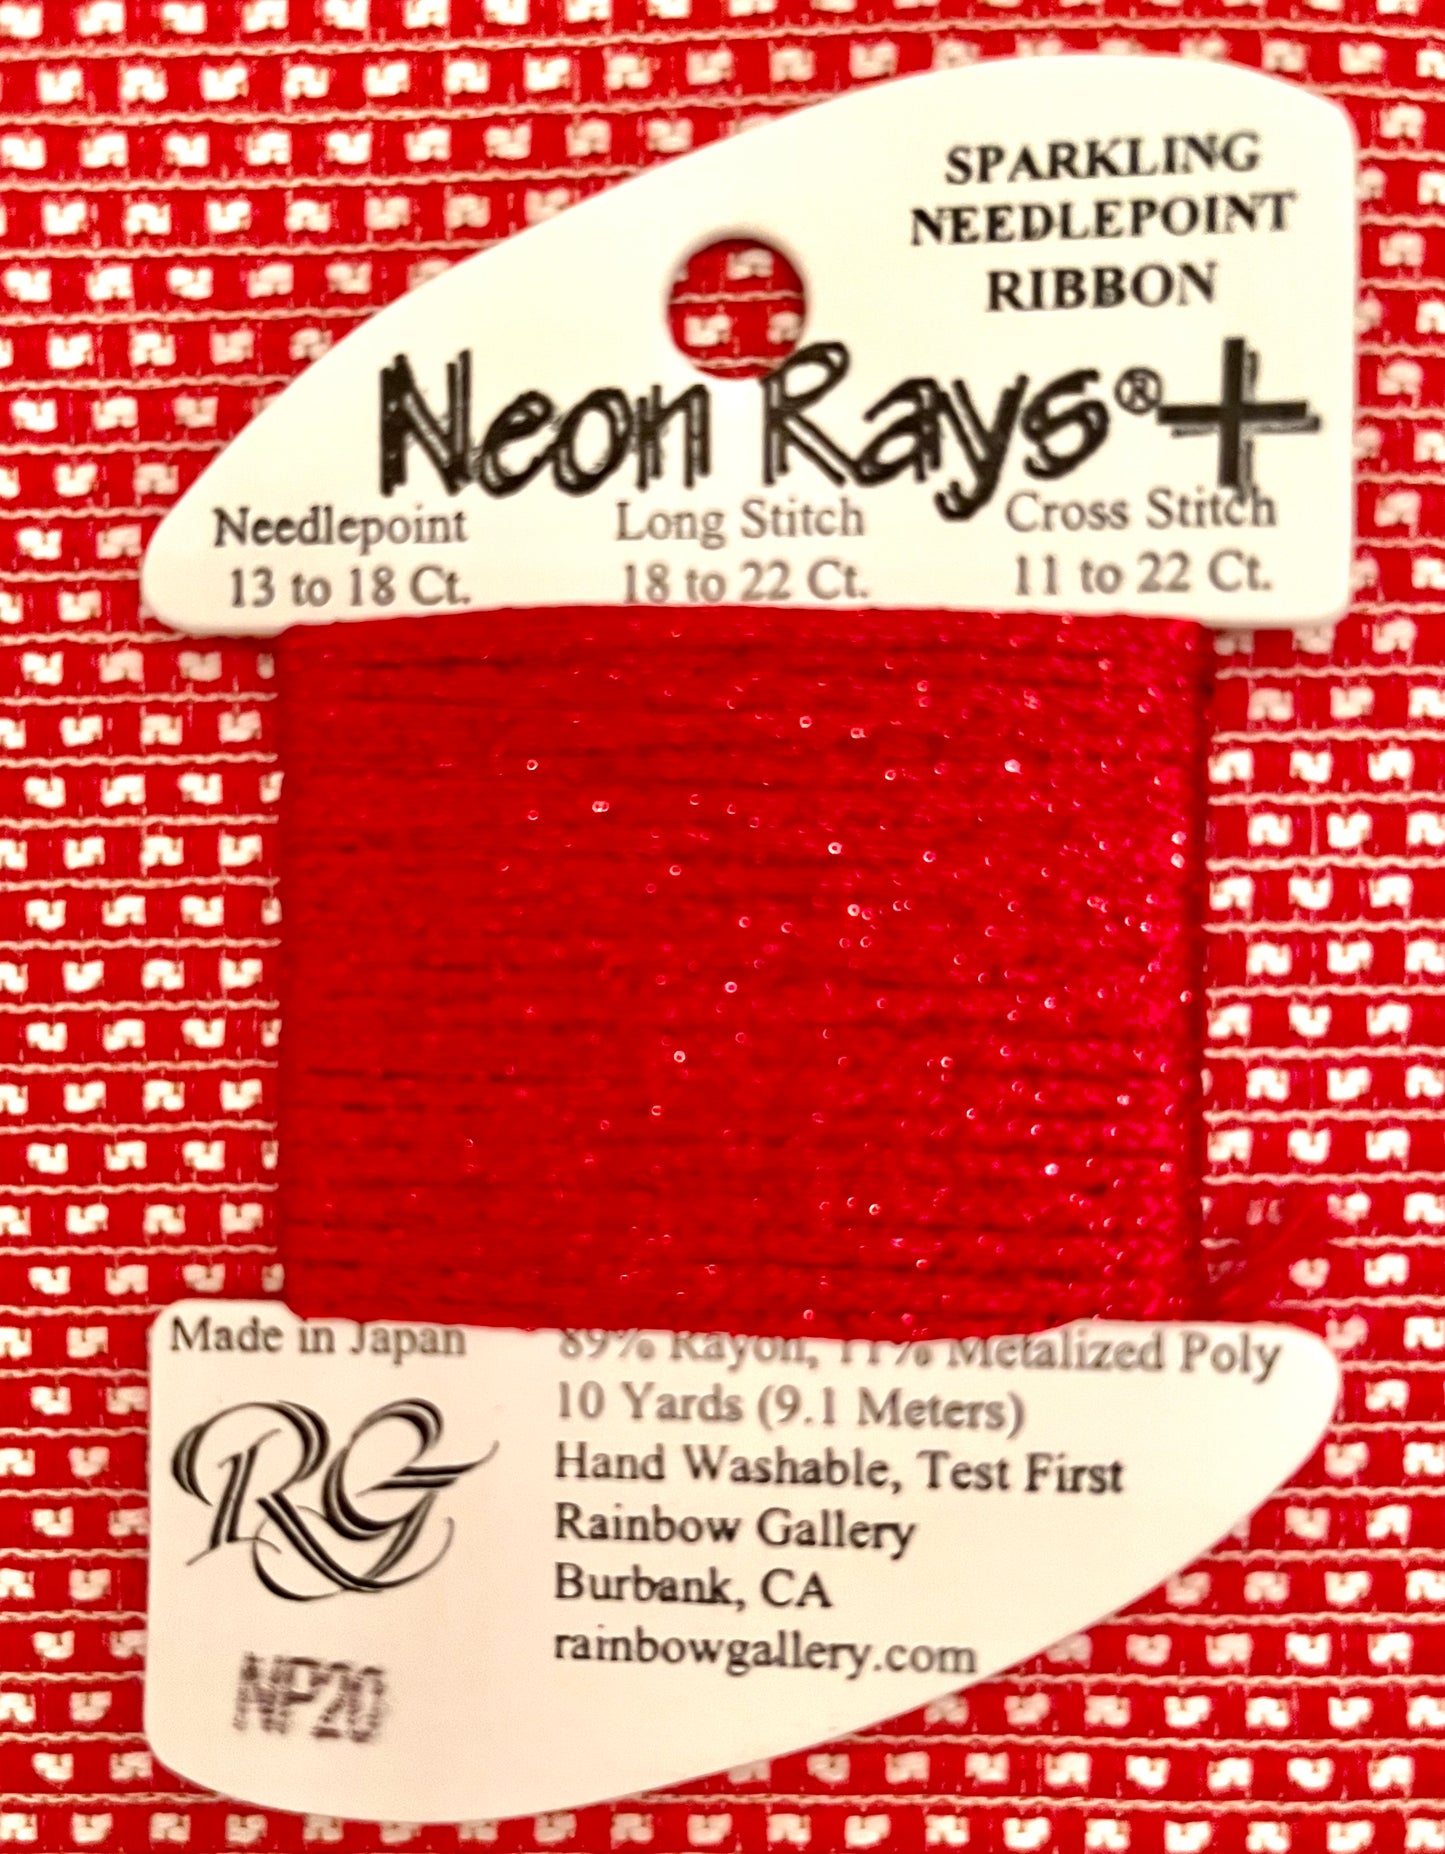 SPARKLING
NEEDLEPOINT
RIBBON
Neon Rays®+
Needlepoint Long Stitch Cross Stitch
13 to 18 Ct. 18 to 22 Ct. 11 to 22 Ct.
Made in Japan
89% Rayon, 11% Metalized Poly
10 Yards (9.1 Meters)
Hand Washable, Test First
Rainbow Gallery
Burbank, CA
rainbowgallery.com
RG
NP20